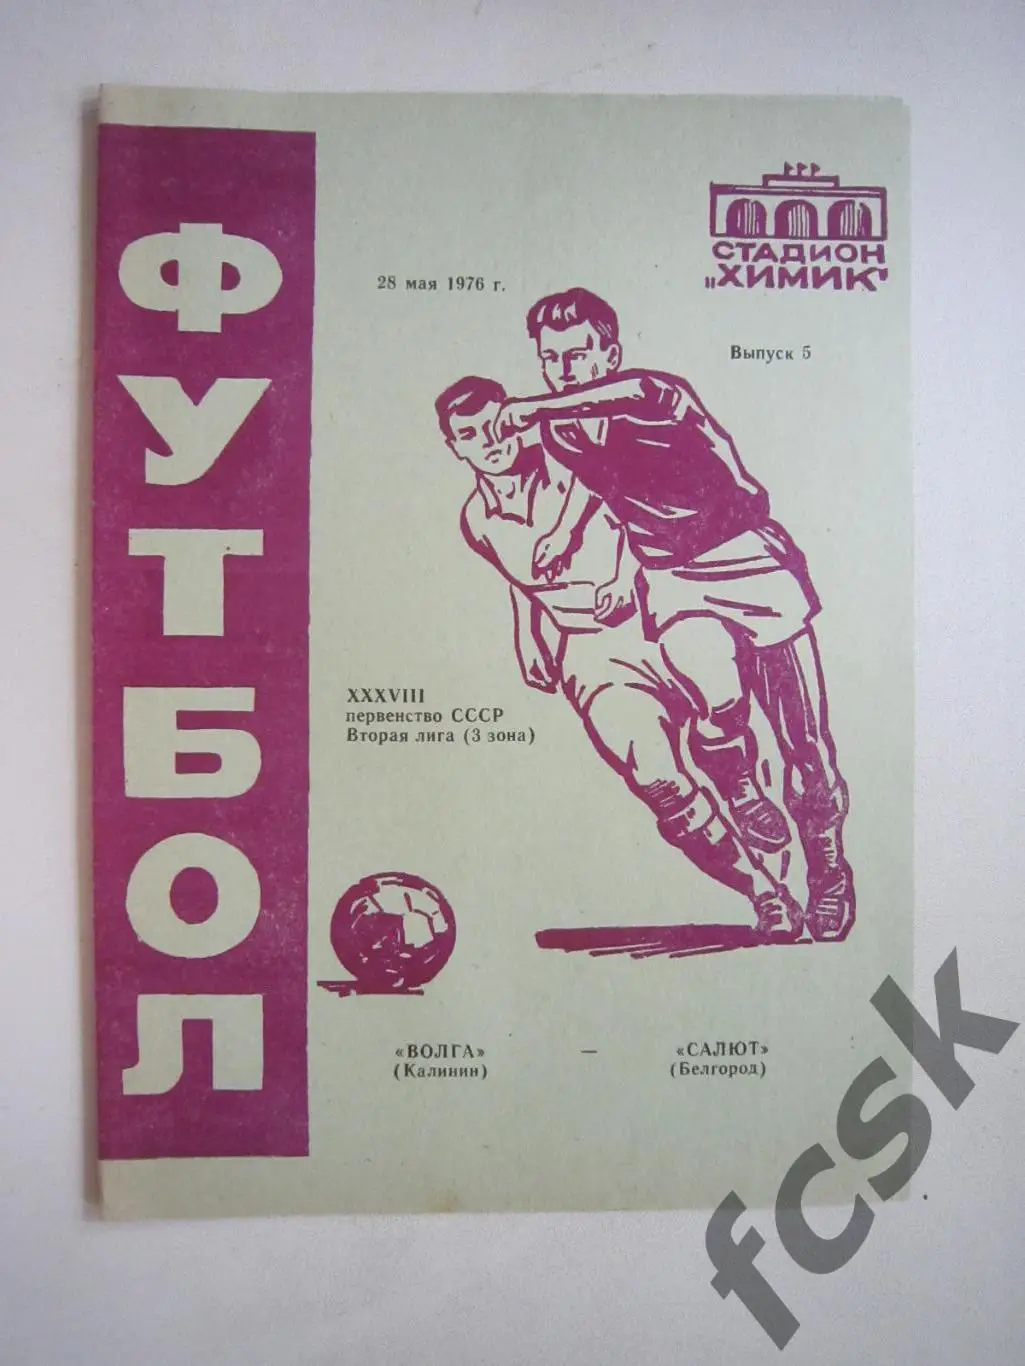 ФУТБОЛ
СТАДИОН
„ХИМИК"
28 мая 1976 г.
Выпуск 5
XXXVIII
первенство СССР
Вторая лига (3 зона)
«ВОЛГА» — «САЛЮТ»
(Калинин) (Белгород)
fcsk